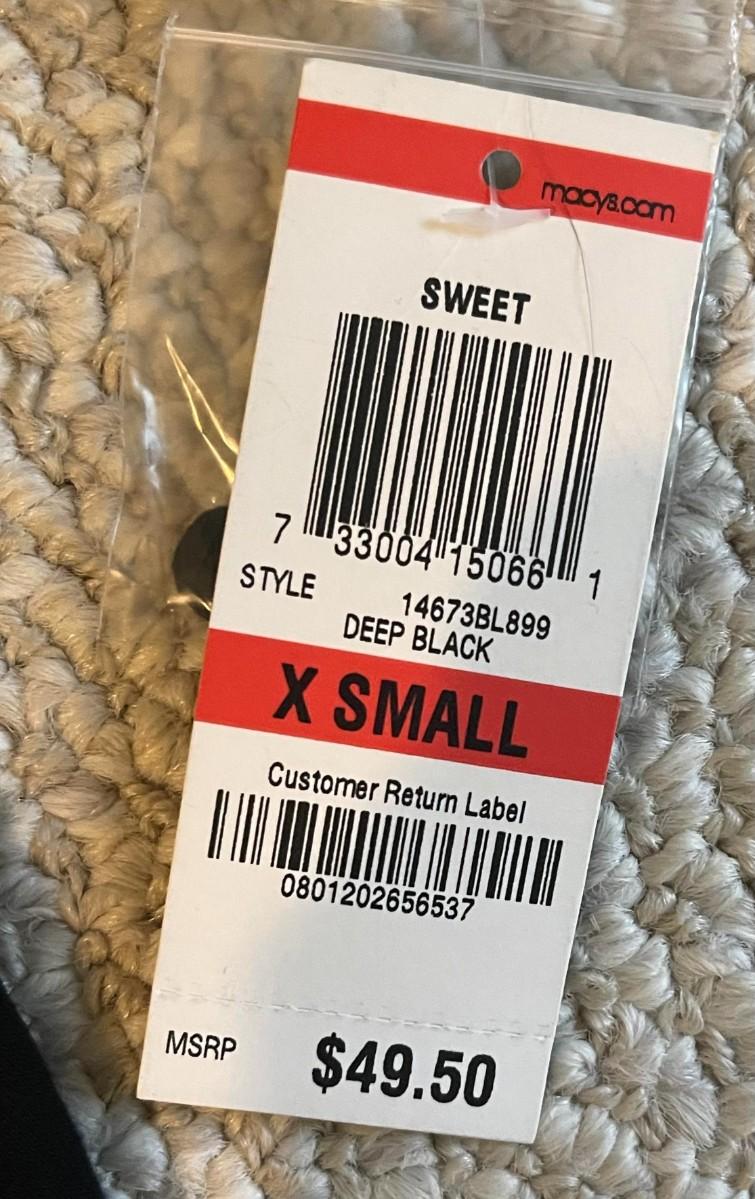 macys.com
SWEET
7 33004 15066 1
STYLE 14673BL899
DEEP BLACK
X SMALL
Customer Return Label
0801202656537
MSRP $49.50